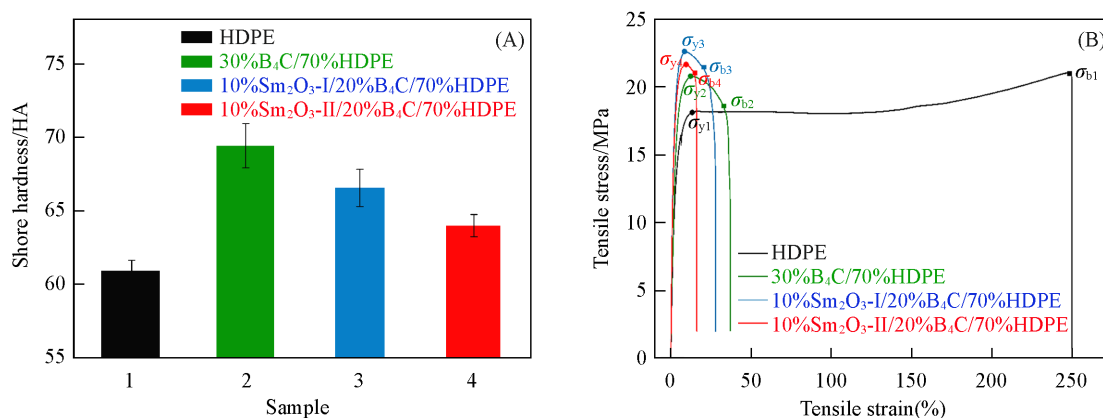 (A)
HDPE
30%B₄C/70%HDPE
10%Sm₂O₃-I/20%B₄C/70%HDPE
10%Sm₂O₃-II/20%B₄C/70%HDPE
Shore hardness/HA
75
70
65
60
55
1
2
3
4
Sample
(B)
σy3
σy4
σb3
σb4
σy2
σb2
σy1
σb1
Tensile stress/MPa
25
20
15
10
5
0
HDPE
30%B₄C/70%HDPE
10%Sm₂O₃-I/20%B₄C/70%HDPE
10%Sm₂O₃-II/20%B₄C/70%HDPE
0
50
100
150
200
250
Tensile strain(%)